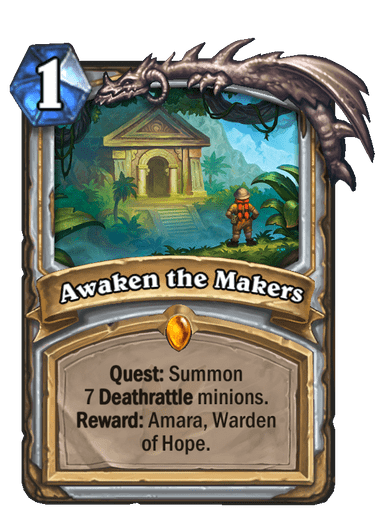 1
Awaken the Makers
Quest: Summon
7 Deathrattle minions.
Reward: Amara, Warden
of Hope.